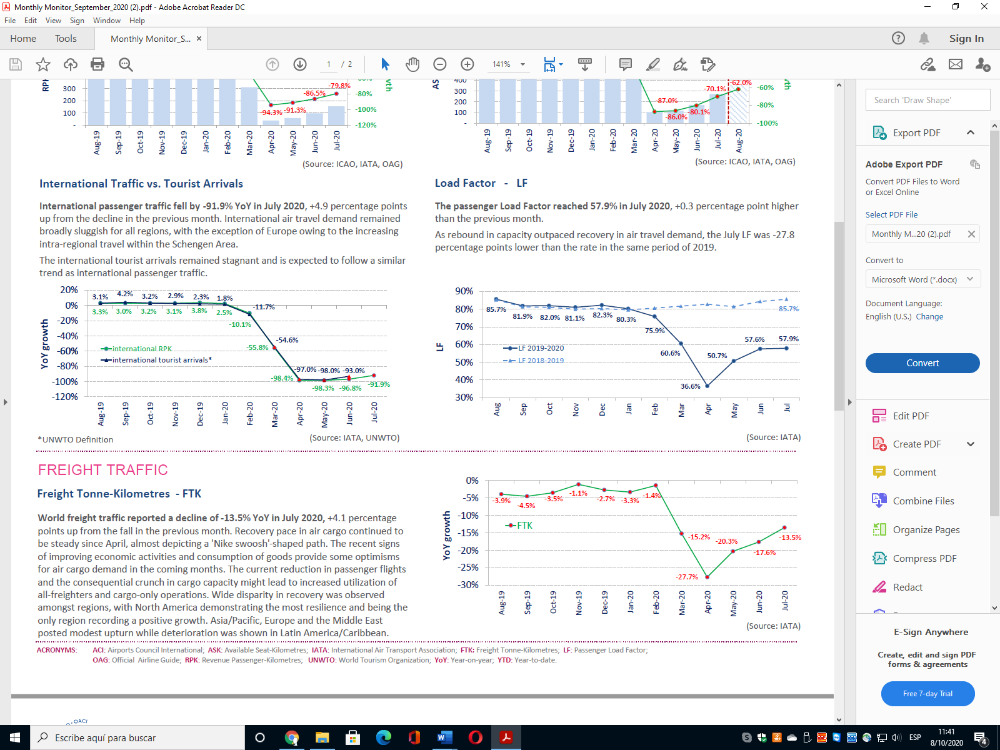 Monthly Monitor_September_2020 (2).pdf - Adobe Acrobat Reader DC
File Edit View Sign Window Help
Home Tools Monthly Monitor_S... × Sign In
1 / 2 141%
RPK 300 200 100 - -80% -100% -120%
-94.3% -91.3% -86.5% -79.8%
Aug-19 Sep-19 Oct-19 Nov-19 Dec-19 Jan-20 Feb-20 Mar-20 Apr-20 May-20 Jun-20 Jul-20
(Source: ICAO, IATA, OAG)
AS 400 300 200 100 - -60% -80% -100%
-87.0% -86.0% -80.1% -70.1% -62.0%
Aug-19 Sep-19 Oct-19 Nov-19 Dec-19 Jan-20 Feb-20 Mar-20 Apr-20 May-20 Jun-20 Jul-20 Aug-20
(Source: ICAO, IATA, OAG)
International Traffic vs. Tourist Arrivals
International passenger traffic fell by -91.9% YoY in July 2020, +4.9 percentage points
up from the decline in the previous month. International air travel demand remained
broadly sluggish for all regions, with the exception of Europe owing to the increasing
intra-regional travel within the Schengen Area.
The international tourist arrivals remained stagnant and is expected to follow a similar
trend as international passenger traffic.
YoY growth
20% 0% -20% -40% -60% -80% -100% -120%
3.1% 4.2% 3.2% 2.9% 2.3% 1.8% -11.7% -54.6% -97.0% -98.0% -93.0%
3.3% 3.0% 3.2% 3.1% 3.8% 2.5% -10.1% -55.8% -98.4% -98.3% -96.8% -91.9%
international RPK
international tourist arrivals*
Aug-19 Sep-19 Oct-19 Nov-19 Dec-19 Jan-20 Feb-20 Mar-20 Apr-20 May-20 Jun-20 Jul-20
*UNWTO Definition (Source: IATA, UNWTO)
Load Factor - LF
The passenger Load Factor reached 57.9% in July 2020, +0.3 percentage point higher
than the previous month.
As rebound in capacity outpaced recovery in air travel demand, the July LF was -27.8
percentage points lower than the rate in the same period of 2019.
LF
90% 80% 70% 60% 50% 40% 30%
85.7% 81.9% 82.0% 81.1% 82.3% 80.3% 75.9% 60.6% 36.6% 50.7% 57.6% 57.9%
85.7%
LF 2019-2020
LF 2018-2019
Aug Sep Oct Nov Dec Jan Feb Mar Apr May Jun Jul
(Source: IATA)
FREIGHT TRAFFIC
Freight Tonne-Kilometres - FTK
World freight traffic reported a decline of -13.5% YoY in July 2020, +4.1 percentage
points up from the fall in the previous month. Recovery pace in air cargo continued to
be steady since April, almost depicting a 'Nike swoosh'-shaped path. The recent signs
of improving economic activities and consumption of goods provide some optimisms
for air cargo demand in the coming months. The current reduction in passenger flights
and the consequential crunch in cargo capacity might lead to increased utilization of
all-freighters and cargo-only operations. Wide disparity in recovery was observed
amongst regions, with North America demonstrating the most resilience and being the
only region recording a positive growth. Asia/Pacific, Europe and the Middle East
posted modest upturn while deterioration was shown in Latin America/Caribbean.
YoY growth
0% -5% -10% -15% -20% -25% -30%
-3.9% -4.5% -3.5% -1.1% -2.7% -3.3% -1.4% -15.2% -27.7% -20.3% -17.6% -13.5%
FTK
Aug-19 Sep-19 Oct-19 Nov-19 Dec-19 Jan-20 Feb-20 Mar-20 Apr-20 May-20 Jun-20 Jul-20
(Source: IATA)
ACRONYMS: ACI: Airports Council International; ASK: Available Seat-Kilometres; IATA: International Air Transport Association; FTK: Freight Tonne-Kilometres; LF: Passenger Load Factor;
OAG: Official Airline Guide; RPK: Revenue Passenger-Kilometres; UNWTO: World Tourism Organization; YoY: Year-on-year; YTD: Year-to-date.
OACI
Search 'Draw Shape'
Export PDF
Adobe Export PDF
Convert PDF Files to Word
or Excel Online
Select PDF File
Monthly M...20 (2).pdf
Convert to
Microsoft Word (*.docx)
Document Language:
English (U.S.) Change
Convert
Edit PDF
Create PDF
Comment
Combine Files
Organize Pages
Compress PDF
Redact
E-Sign Anywhere
Create, edit and sign PDF
forms & agreements
Free 7-day Trial
Escribe aquí para buscar
ESP
11:41
8/10/2020
4